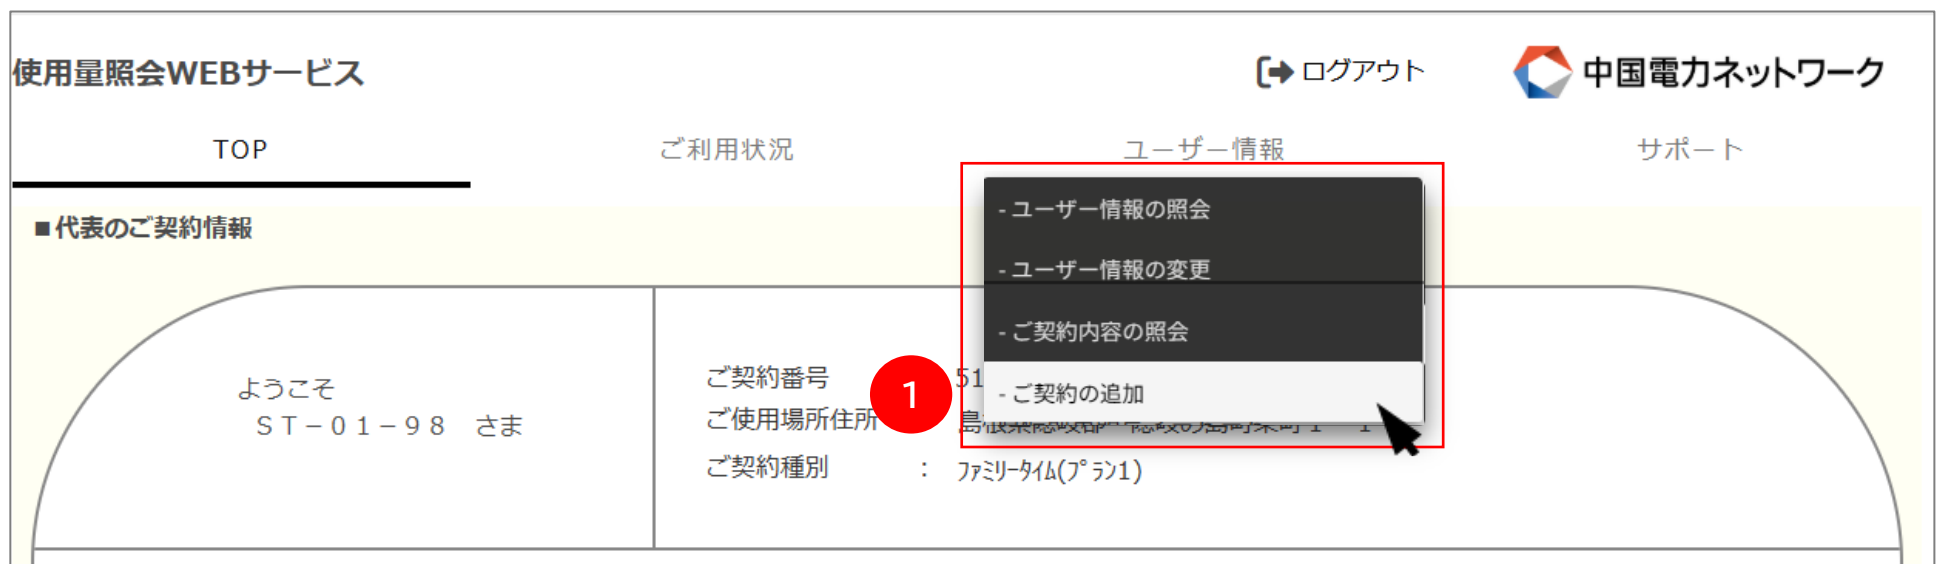 使用量照会WEBサービス
ログアウト
中国電力ネットワーク
TOP
ご利用状況
ユーザー情報
サポート
■代表のご契約情報
- ユーザー情報の照会
- ユーザー情報の変更
- ご契約内容の照会
- ご契約の追加
1
ようこそ
ST-01-98 さま
ご契約番号
51
ご使用場所住所
ご契約種別 : ﾌｧﾐﾘｰﾀｲﾑ(ﾌﾟﾗﾝ1)